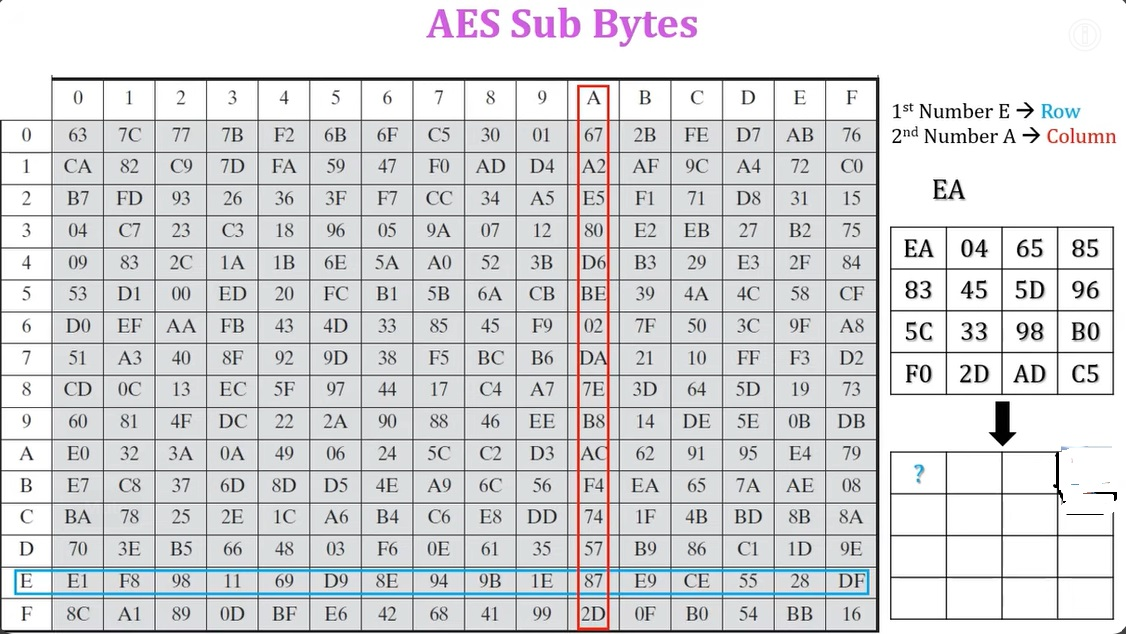 AES Sub Bytes
0 1 2 3 4 5 6 7 8 9 A B C D E F
0 63 7C 77 7B F2 6B 6F C5 30 01 67 2B FE D7 AB 76
1 CA 82 C9 7D FA 59 47 F0 AD D4 A2 AF 9C A4 72 C0
2 B7 FD 93 26 36 3F F7 CC 34 A5 E5 F1 71 D8 31 15
3 04 C7 23 C3 18 96 05 9A 07 12 80 E2 EB 27 B2 75
4 09 83 2C 1A 1B 6E 5A A0 52 3B D6 B3 29 E3 2F 84
5 53 D1 00 ED 20 FC B1 5B 6A CB BE 39 4A 4C 58 CF
6 D0 EF AA FB 43 4D 33 85 45 F9 02 7F 50 3C 9F A8
7 51 A3 40 8F 92 9D 38 F5 BC B6 DA 21 10 FF F3 D2
8 CD 0C 13 EC 5F 97 44 17 C4 A7 7E 3D 64 5D 19 73
9 60 81 4F DC 22 2A 90 88 46 EE B8 14 DE 5E 0B DB
A E0 32 3A 0A 49 06 24 5C C2 D3 AC 62 91 95 E4 79
B E7 C8 37 6D 8D D5 4E A9 6C 56 F4 EA 65 7A AE 08
C BA 78 25 2E 1C A6 B4 C6 E8 DD 74 1F 4B BD 8B 8A
D 70 3E B5 66 48 03 F6 0E 61 35 57 B9 86 C1 1D 9E
E E1 F8 98 11 69 D9 8E 94 9B 1E 87 E9 CE 55 28 DF
F 8C A1 89 0D BF E6 42 68 41 99 2D 0F B0 54 BB 16
1st Number E → Row
2nd Number A → Column
EA
EA 04 65 85
83 45 5D 96
5C 33 98 B0
F0 2D AD C5
?